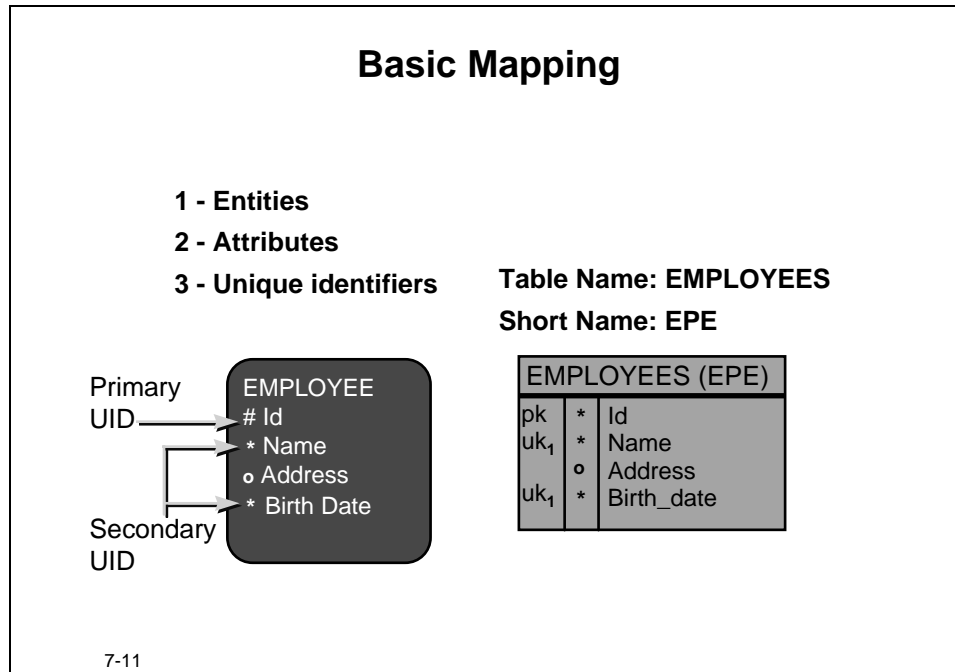 Basic Mapping
1 - Entities
2 - Attributes
3 - Unique identifiers
Table Name: EMPLOYEES
Short Name: EPE
Primary
UID
Secondary
UID
EMPLOYEE
# Id
* Name
o Address
* Birth Date
EMPLOYEES (EPE)
pk * Id
uk1 * Name
o Address
uk1 * Birth_date
7-11